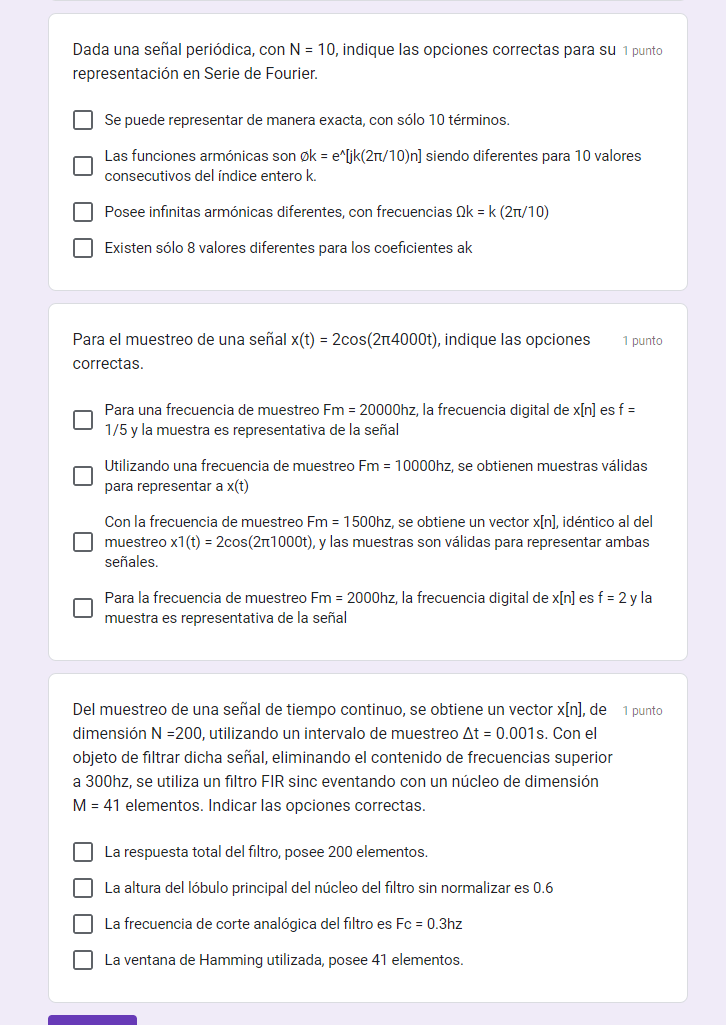 Dada una señal periódica, con N = 10, indique las opciones correctas para su 1 punto
representación en Serie de Fourier.
Se puede representar de manera exacta, con sólo 10 términos.
Las funciones armónicas son øk = e^[jk(2π/10)n] siendo diferentes para 10 valores
consecutivos del índice entero k.
Posee infinitas armónicas diferentes, con frecuencias Ωk = k (2π/10)
Existen sólo 8 valores diferentes para los coeficientes ak
Para el muestreo de una señal x(t) = 2cos(2π4000t), indique las opciones 1 punto
correctas.
Para una frecuencia de muestreo Fm = 20000hz, la frecuencia digital de x[n] es f =
1/5 y la muestra es representativa de la señal
Utilizando una frecuencia de muestreo Fm = 10000hz, se obtienen muestras válidas
para representar a x(t)
Con la frecuencia de muestreo Fm = 1500hz, se obtiene un vector x[n], idéntico al del
muestreo x1(t) = 2cos(2π1000t), y las muestras son válidas para representar ambas
señales.
Para la frecuencia de muestreo Fm = 2000hz, la frecuencia digital de x[n] es f = 2 y la
muestra es representativa de la señal
Del muestreo de una señal de tiempo continuo, se obtiene un vector x[n], de 1 punto
dimensión N =200, utilizando un intervalo de muestreo Δt = 0.001s. Con el
objeto de filtrar dicha señal, eliminando el contenido de frecuencias superior
a 300hz, se utiliza un filtro FIR sinc eventando con un núcleo de dimensión
M = 41 elementos. Indicar las opciones correctas.
La respuesta total del filtro, posee 200 elementos.
La altura del lóbulo principal del núcleo del filtro sin normalizar es 0.6
La frecuencia de corte analógica del filtro es Fc = 0.3hz
La ventana de Hamming utilizada, posee 41 elementos.